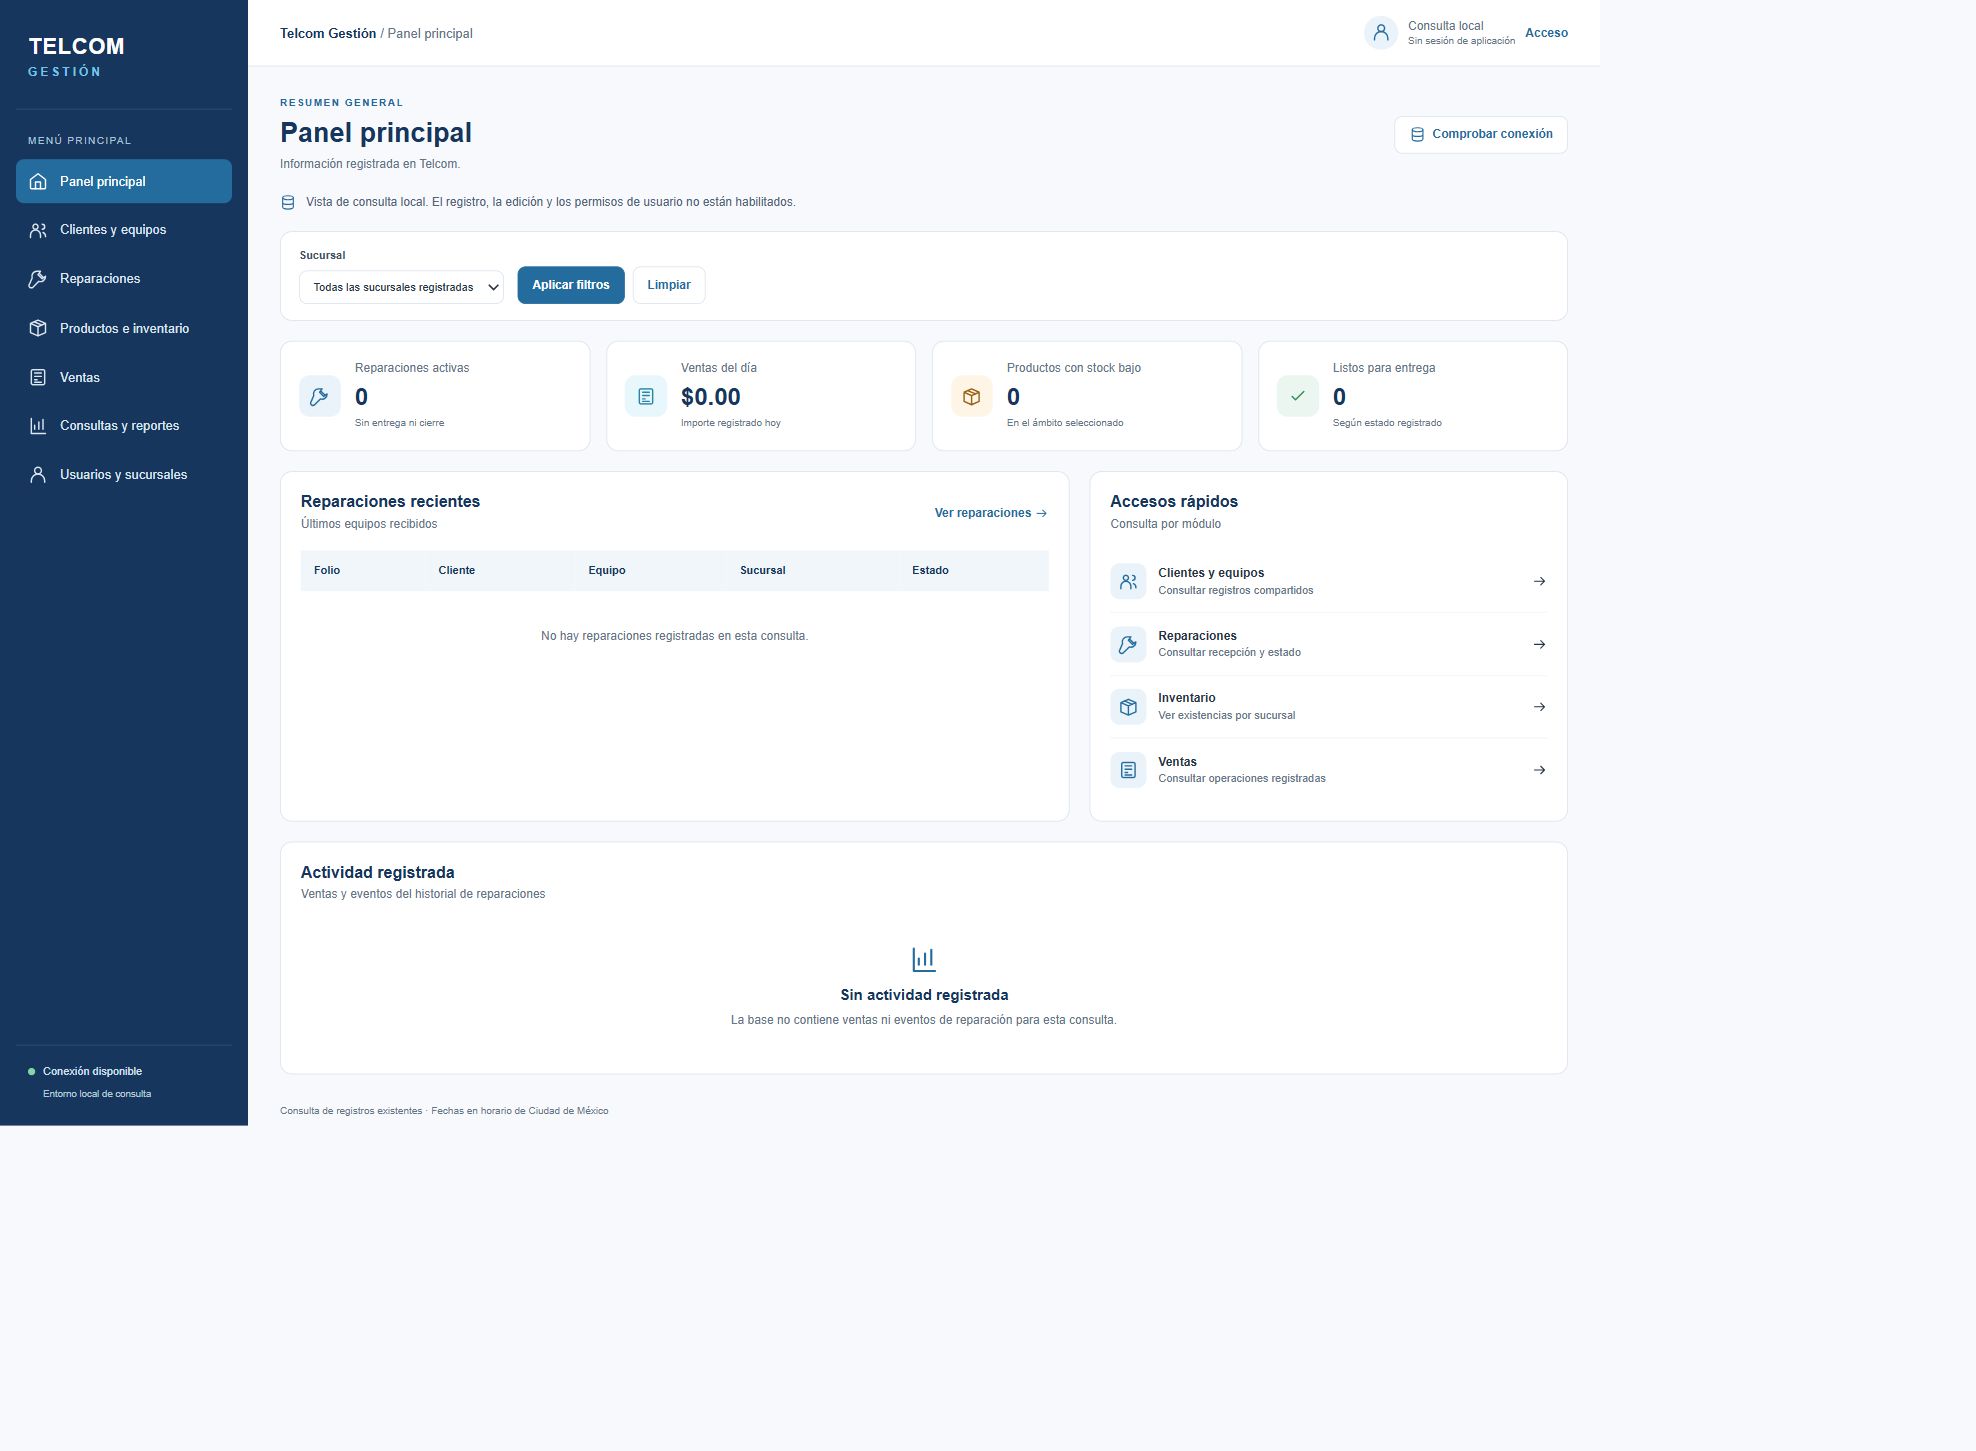 TELCOM
GESTIÓN
MENÚ PRINCIPAL
Panel principal
Clientes y equipos
Reparaciones
Productos e inventario
Ventas
Consultas y reportes
Usuarios y sucursales
Conexión disponible
Entorno local de consulta
Telcom Gestión / Panel principal
Consulta local
Sin sesión de aplicación
Acceso
RESUMEN GENERAL
Panel principal
Información registrada en Telcom.
Comprobar conexión
Vista de consulta local. El registro, la edición y los permisos de usuario no están habilitados.
Sucursal
Todas las sucursales registradas
Aplicar filtros
Limpiar
Reparaciones activas
0
Sin entrega ni cierre
Ventas del día
$0.00
Importe registrado hoy
Productos con stock bajo
0
En el ámbito seleccionado
Listos para entrega
0
Según estado registrado
Reparaciones recientes
Últimos equipos recibidos
Ver reparaciones →
Folio Cliente Equipo Sucursal Estado
No hay reparaciones registradas en esta consulta.
Accesos rápidos
Consulta por módulo
Clientes y equipos
Consultar registros compartidos
→
Reparaciones
Consultar recepción y estado
→
Inventario
Ver existencias por sucursal
→
Ventas
Consultar operaciones registradas
→
Actividad registrada
Ventas y eventos del historial de reparaciones
Sin actividad registrada
La base no contiene ventas ni eventos de reparación para esta consulta.
Consulta de registros existentes · Fechas en horario de Ciudad de México